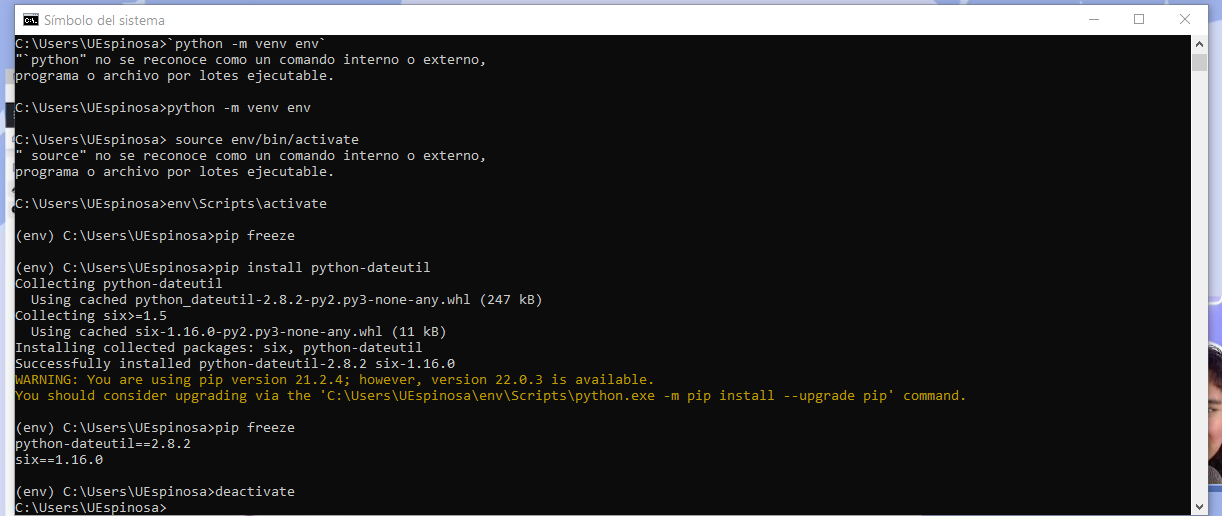 Símbolo del sistema
C:\Users\UEspinosa>`python -m venv env`
"`python" no se reconoce como un comando interno o externo,
programa o archivo por lotes ejecutable.
C:\Users\UEspinosa>python -m venv env
C:\Users\UEspinosa> source env/bin/activate
" source" no se reconoce como un comando interno o externo,
programa o archivo por lotes ejecutable.
C:\Users\UEspinosa>env\Scripts\activate
(env) C:\Users\UEspinosa>pip freeze
(env) C:\Users\UEspinosa>pip install python-dateutil
Collecting python-dateutil
  Using cached python_dateutil-2.8.2-py2.py3-none-any.whl (247 kB)
Collecting six>=1.5
  Using cached six-1.16.0-py2.py3-none-any.whl (11 kB)
Installing collected packages: six, python-dateutil
Successfully installed python-dateutil-2.8.2 six-1.16.0
WARNING: You are using pip version 21.2.4; however, version 22.0.3 is available.
You should consider upgrading via the 'C:\Users\UEspinosa\env\Scripts\python.exe -m pip install --upgrade pip' command.
(env) C:\Users\UEspinosa>pip freeze
python-dateutil==2.8.2
six==1.16.0
(env) C:\Users\UEspinosa>deactivate
C:\Users\UEspinosa>